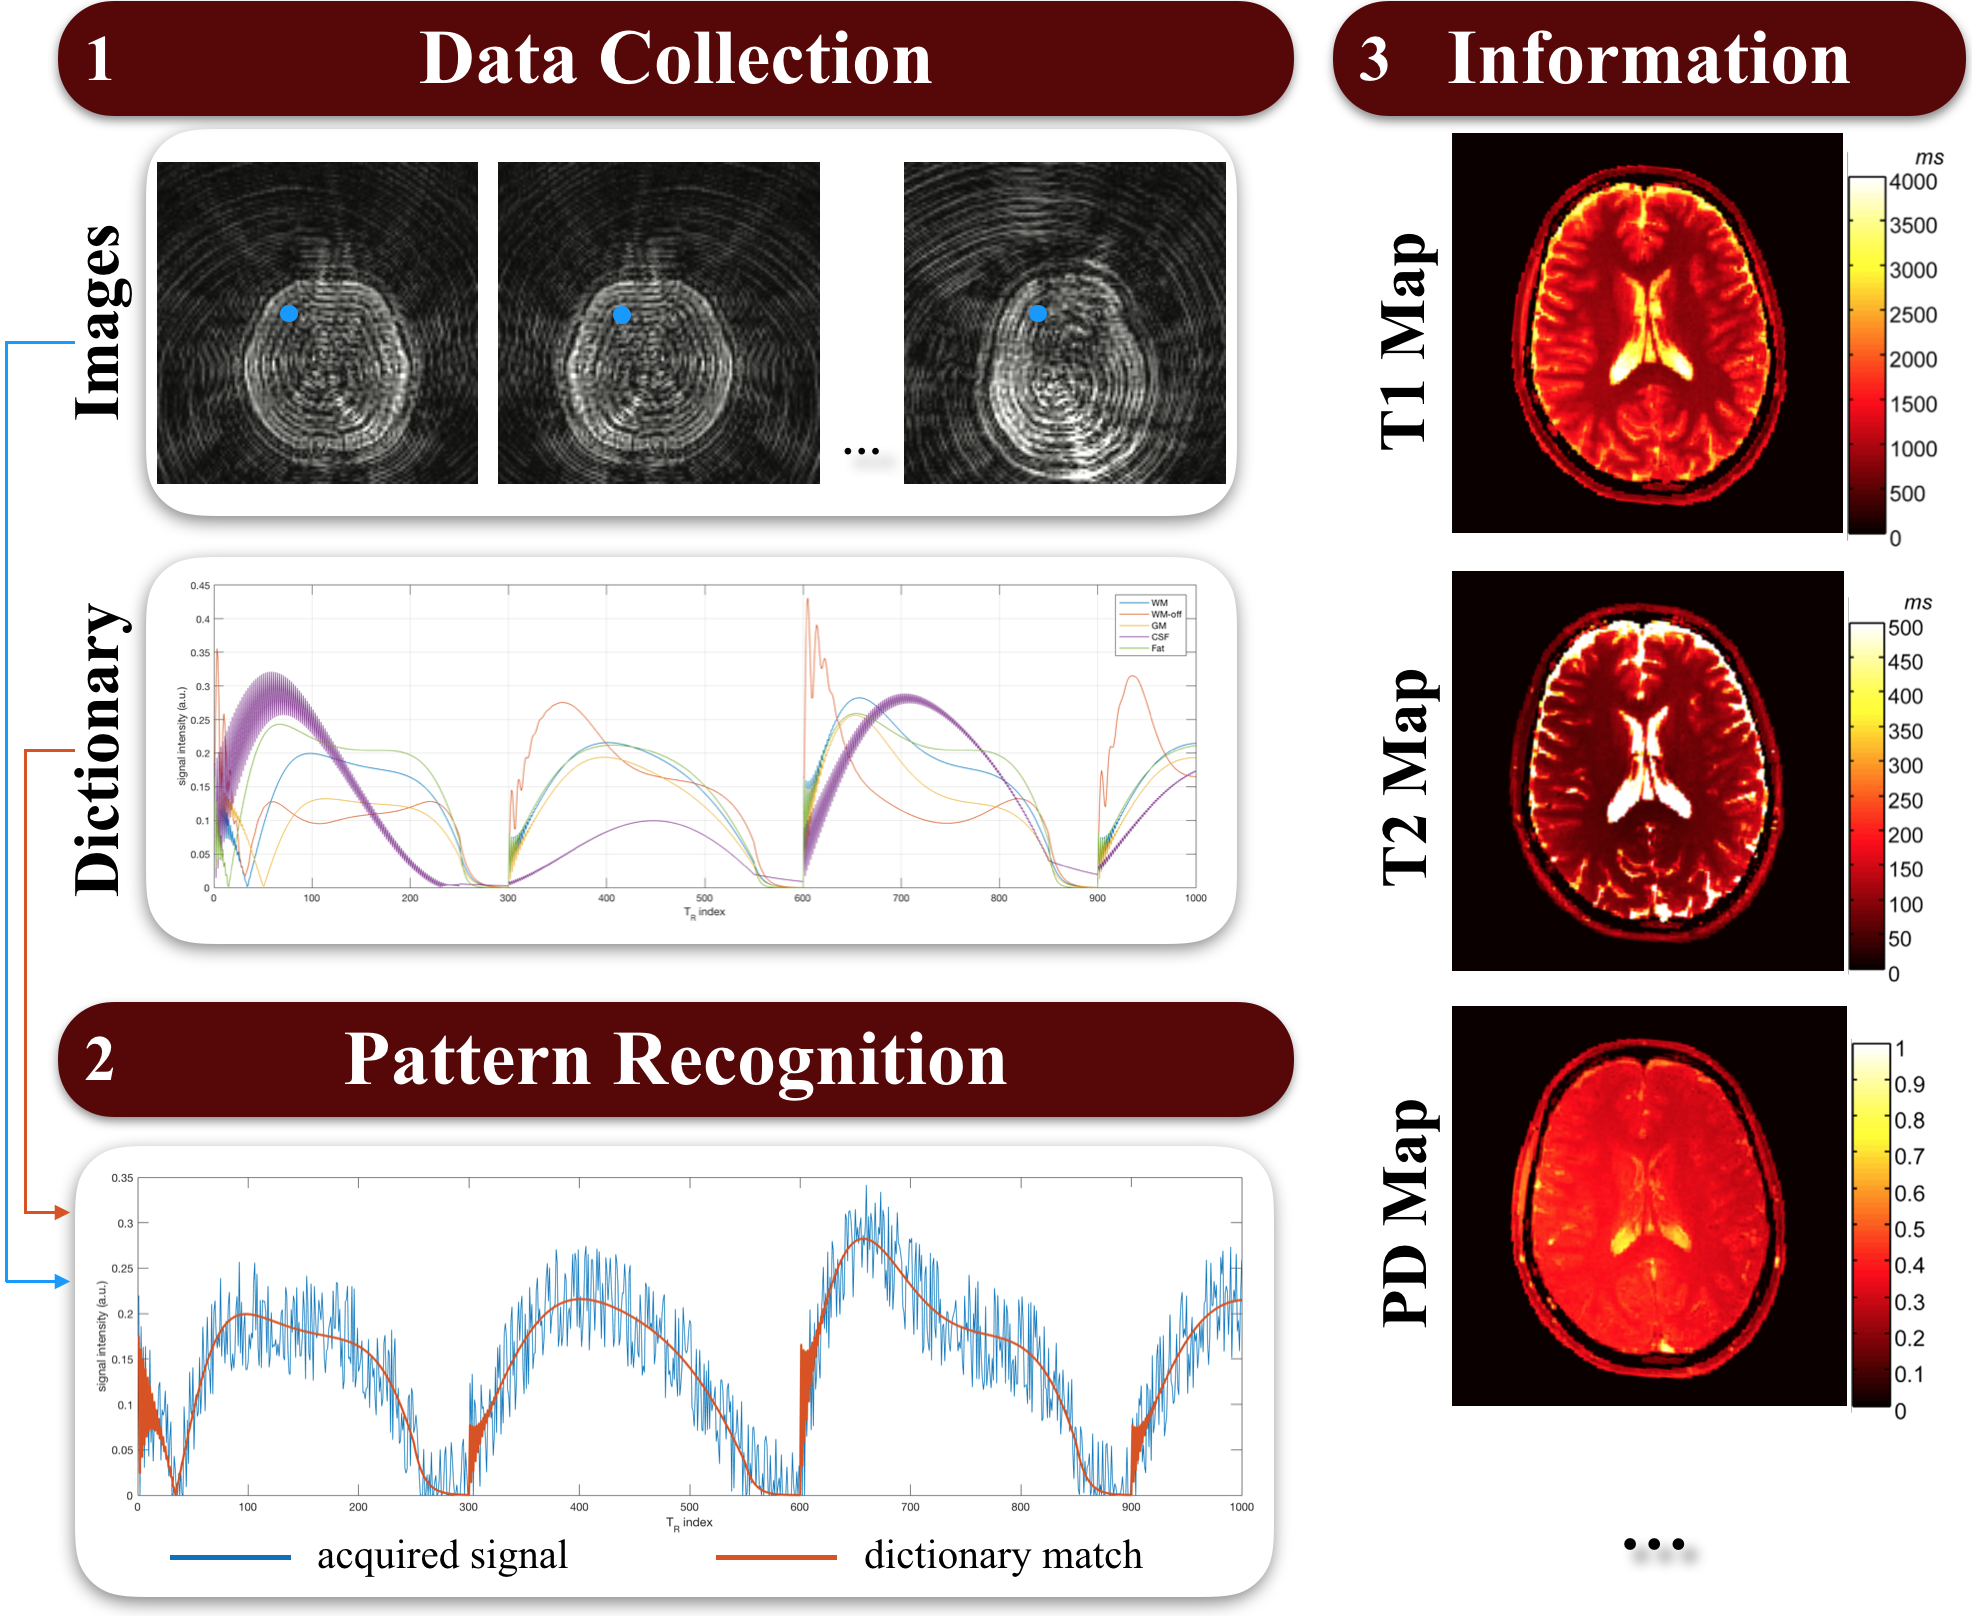 1 Data Collection
Images
...
Dictionary
0.45
0.4
0.35
0.3
0.25
0.2
0.15
0.1
0.05
0
signal intensity (a.u.)
WM
WM-off
GM
CSF
Fat
0 100 200 300 400 500 600 700 800 900 1000
TR index
2 Pattern Recognition
0.35
0.3
0.25
0.2
0.15
0.1
0.05
0
signal intensity (a.u.)
0 100 200 300 400 500 600 700 800 900 1000
TR index
acquired signal dictionary match
3 Information
T1 Map
ms
4000
3500
3000
2500
2000
1500
1000
500
0
T2 Map
ms
500
450
400
350
300
250
200
150
100
50
0
PD Map
1
0.9
0.8
0.7
0.6
0.5
0.4
0.3
0.2
0.1
0
...